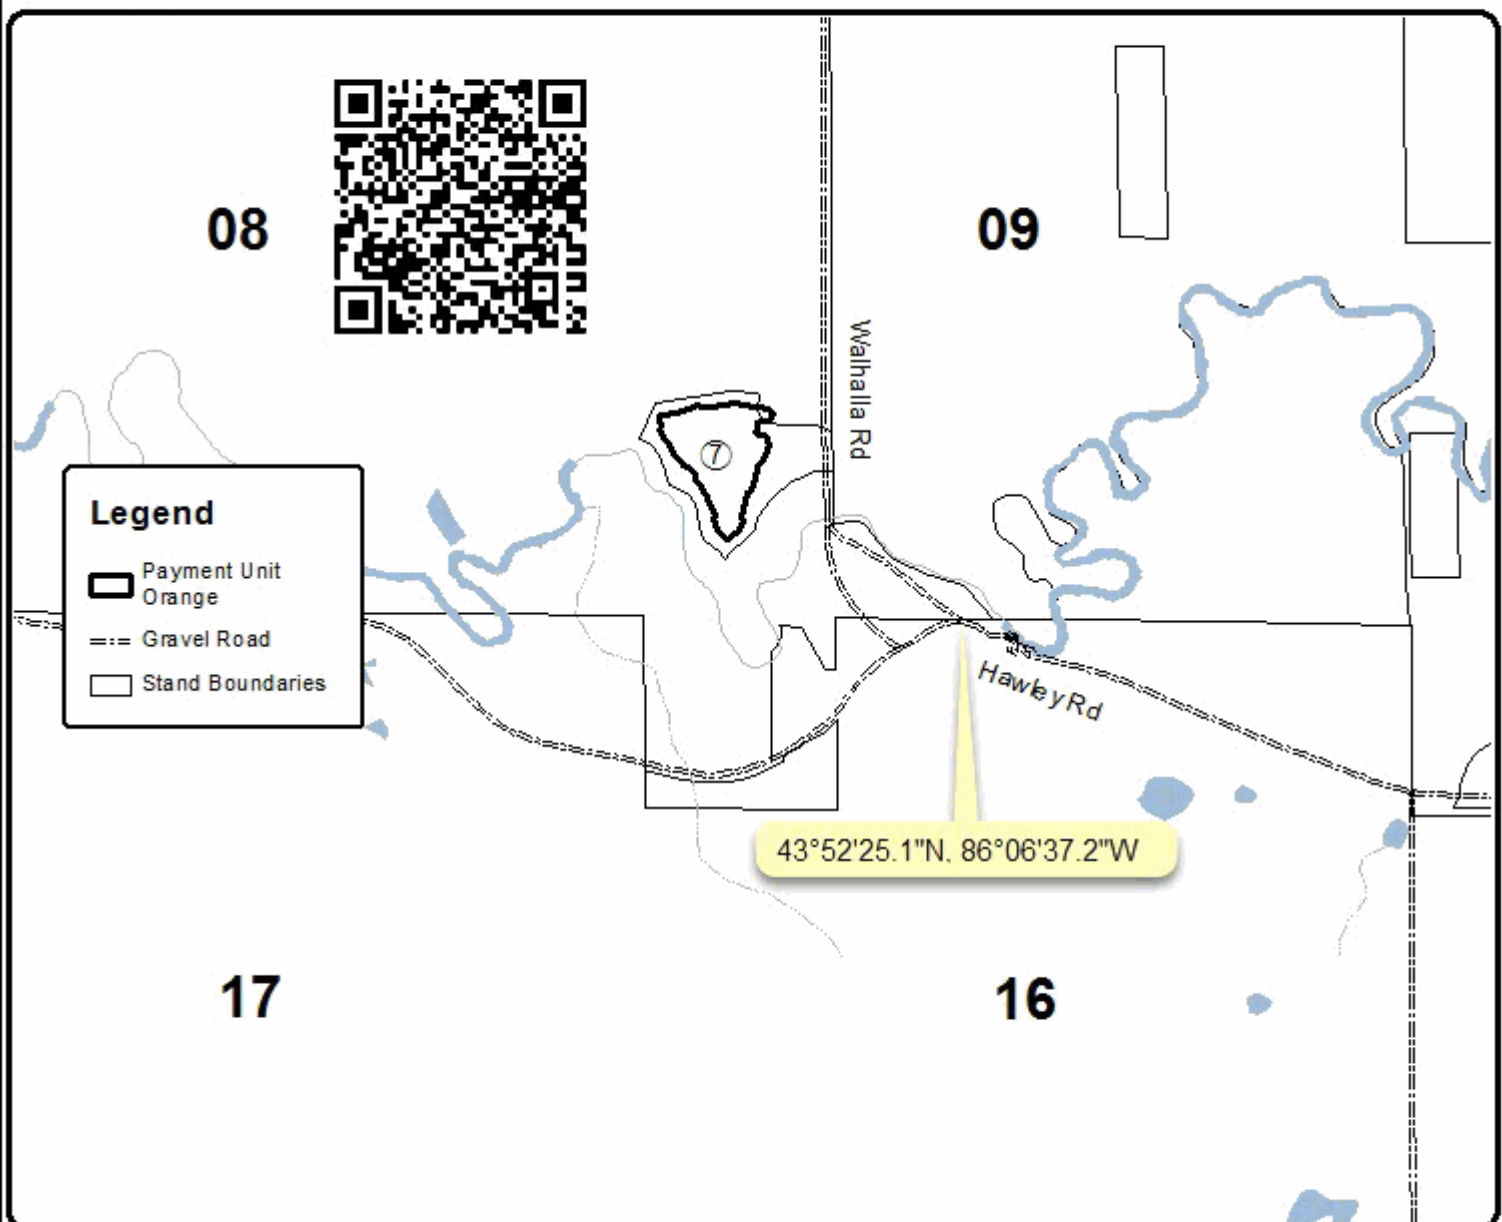 08
09
Walhalla Rd
7
Legend
Payment Unit
Orange
Gravel Road
Stand Boundaries
Hawley Rd
43°52'25.1"N, 86°06'37.2"W
17
16